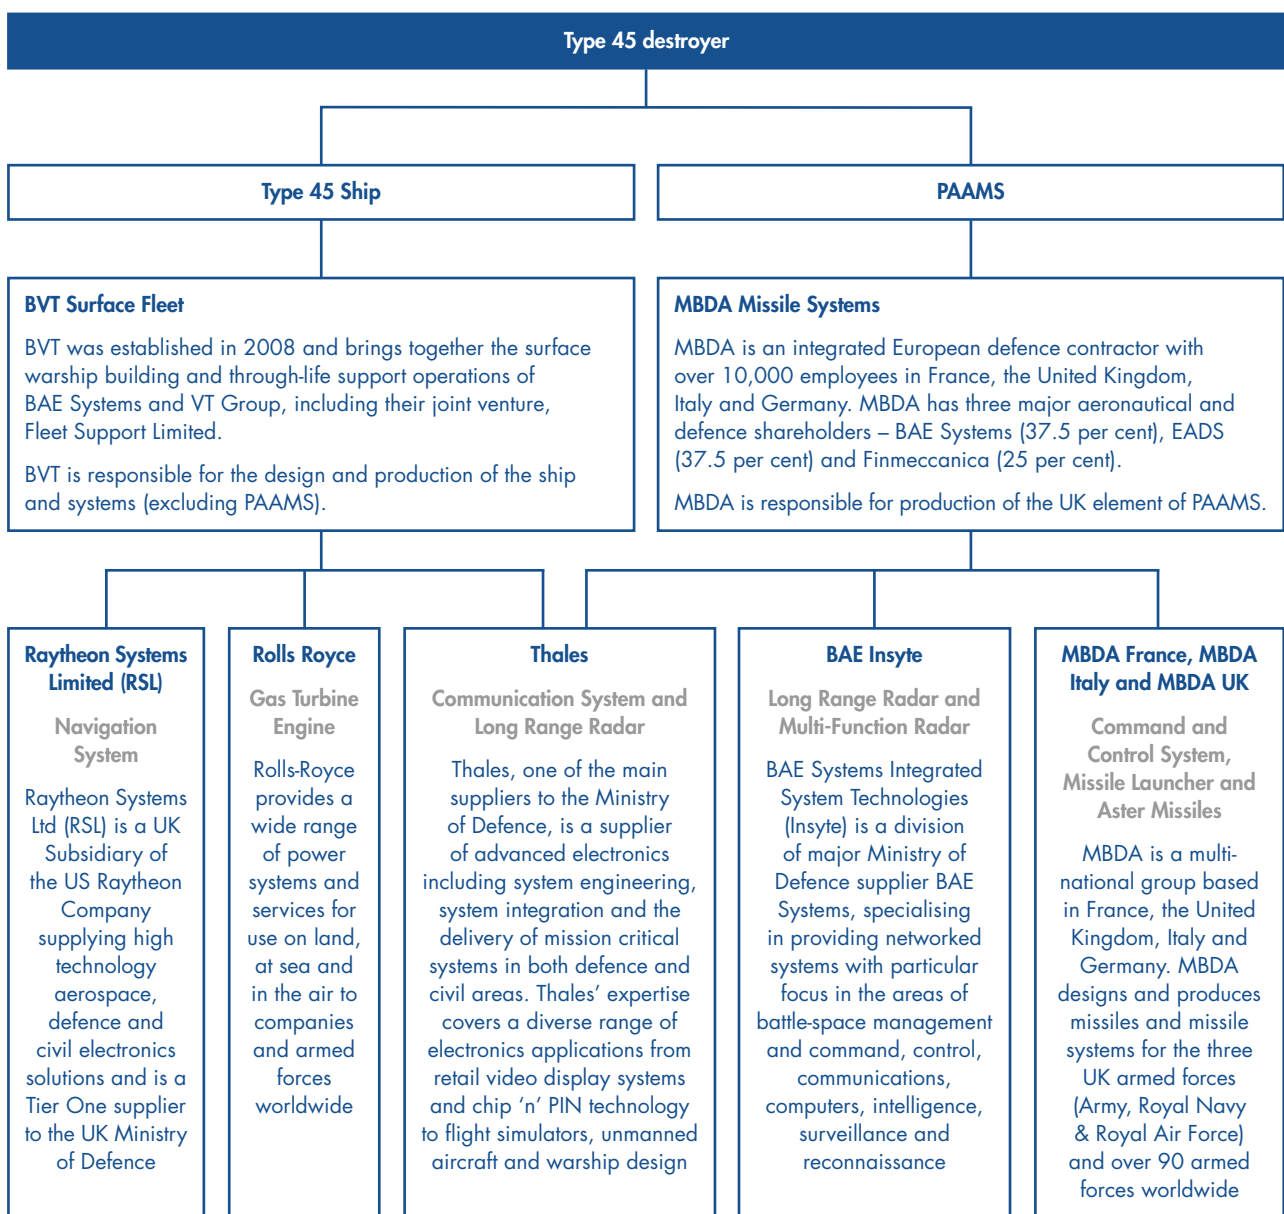 Type 45 destroyer
Type 45 Ship
PAAMS
BVT Surface Fleet
BVT was established in 2008 and brings together the surface
warship building and through-life support operations of
BAE Systems and VT Group, including their joint venture,
Fleet Support Limited.
BVT is responsible for the design and production of the ship
and systems (excluding PAAMS).
MBDA Missile Systems
MBDA is an integrated European defence contractor with
over 10,000 employees in France, the United Kingdom,
Italy and Germany. MBDA has three major aeronautical and
defence shareholders – BAE Systems (37.5 per cent), EADS
(37.5 per cent) and Finmeccanica (25 per cent).
MBDA is responsible for production of the UK element of PAAMS.
Raytheon Systems
Limited (RSL)
Navigation
System
Raytheon Systems
Ltd (RSL) is a UK
Subsidiary of
the US Raytheon
Company
supplying high
technology
aerospace,
defence and
civil electronics
solutions and is a
Tier One supplier
to the UK Ministry
of Defence
Rolls Royce
Gas Turbine
Engine
Rolls-Royce
provides a
wide range
of power
systems and
services for
use on land,
at sea and
in the air to
companies
and armed
forces
worldwide
Thales
Communication System and
Long Range Radar
Thales, one of the main
suppliers to the Ministry
of Defence, is a supplier
of advanced electronics
including system engineering,
system integration and the
delivery of mission critical
systems in both defence and
civil areas. Thales’ expertise
covers a diverse range of
electronics applications from
retail video display systems
and chip ‘n’ PIN technology
to flight simulators, unmanned
aircraft and warship design
BAE Insyte
Long Range Radar and
Multi-Function Radar
BAE Systems Integrated
System Technologies
(Insyte) is a division
of major Ministry of
Defence supplier BAE
Systems, specialising
in providing networked
systems with particular
focus in the areas of
battle-space management
and command, control,
communications,
computers, intelligence,
surveillance and
reconnaissance
MBDA France, MBDA
Italy and MBDA UK
Command and
Control System,
Missile Launcher and
Aster Missiles
MBDA is a multi-
national group based
in France, the United
Kingdom, Italy and
Germany. MBDA
designs and produces
missiles and missile
systems for the three
UK armed forces
(Army, Royal Navy
& Royal Air Force)
and over 90 armed
forces worldwide